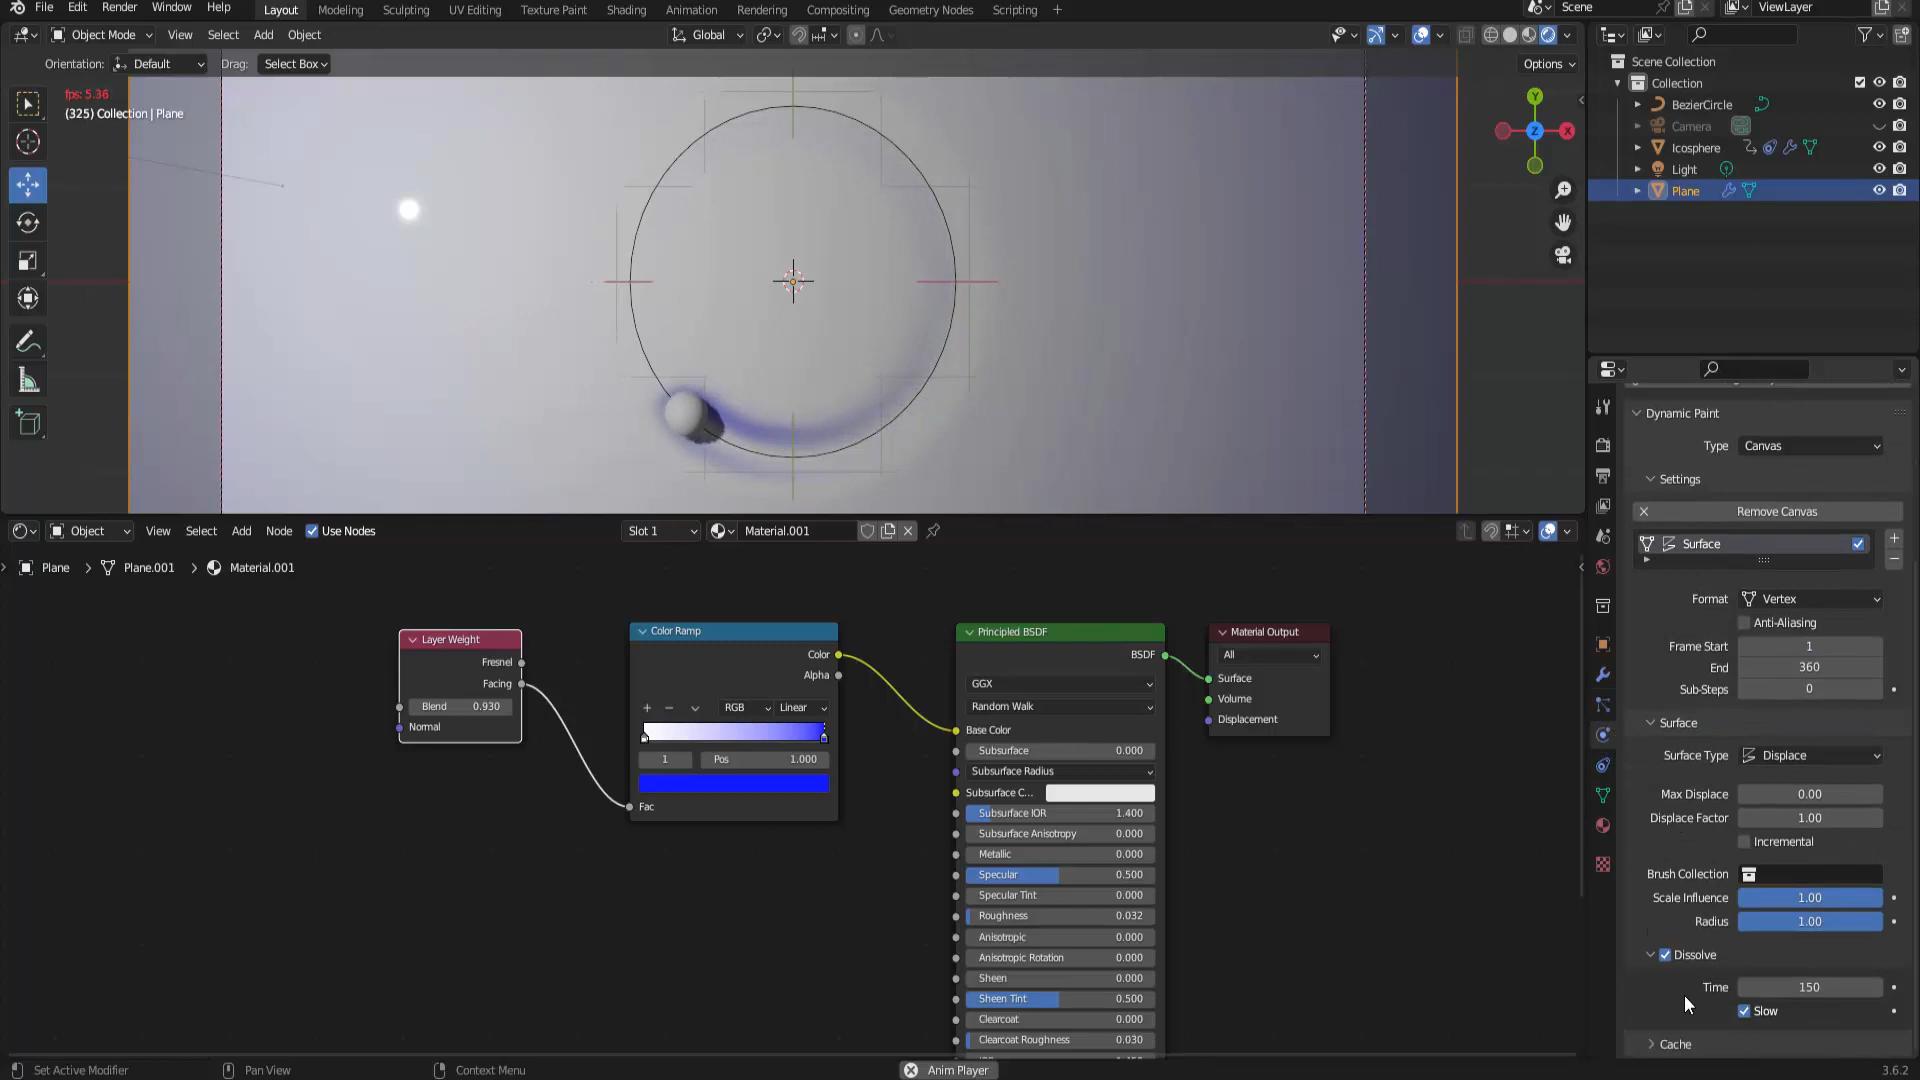 File Edit Render Window Help Layout Modeling Sculpting UV Editing Texture Paint Shading Animation Rendering Compositing Geometry Nodes Scripting + Scene ViewLayer
Object Mode View Select Add Object Global
Orientation: Default Drag: Select Box Options
fps: 5.36
(325) Collection | Plane
Y
Z
X
Scene Collection
Collection
BezierCircle
Camera
Icosphere
Light
Plane
Dynamic Paint
Type Canvas
Settings
Remove Canvas
Surface
Format Vertex
Anti-Aliasing
Frame Start 1
End 360
Sub-Steps 0
Surface
Surface Type Displace
Max Displace 0.00
Displace Factor 1.00
Incremental
Brush Collection
Scale Influence 1.00
Radius 1.00
Dissolve
Time 150
Slow
Cache
Object View Select Add Node Use Nodes Slot 1 Material.001
Plane > Plane.001 > Material.001
Layer Weight
Fresnel
Facing
Blend 0.930
Normal
Color Ramp
Color
Alpha
RGB Linear
1 Pos 1.000
Fac
Principled BSDF
BSDF
GGX
Random Walk
Base Color
Subsurface 0.000
Subsurface Radius
Subsurface C...
Subsurface IOR 1.400
Subsurface Anisotropy 0.000
Metallic 0.000
Specular 0.500
Specular Tint 0.000
Roughness 0.032
Anisotropic 0.000
Anisotropic Rotation 0.000
Sheen 0.000
Sheen Tint 0.500
Clearcoat 0.000
Clearcoat Roughness 0.030
Material Output
All
Surface
Volume
Displacement
Set Active Modifier Pan View Context Menu Anim Player 3.6.2